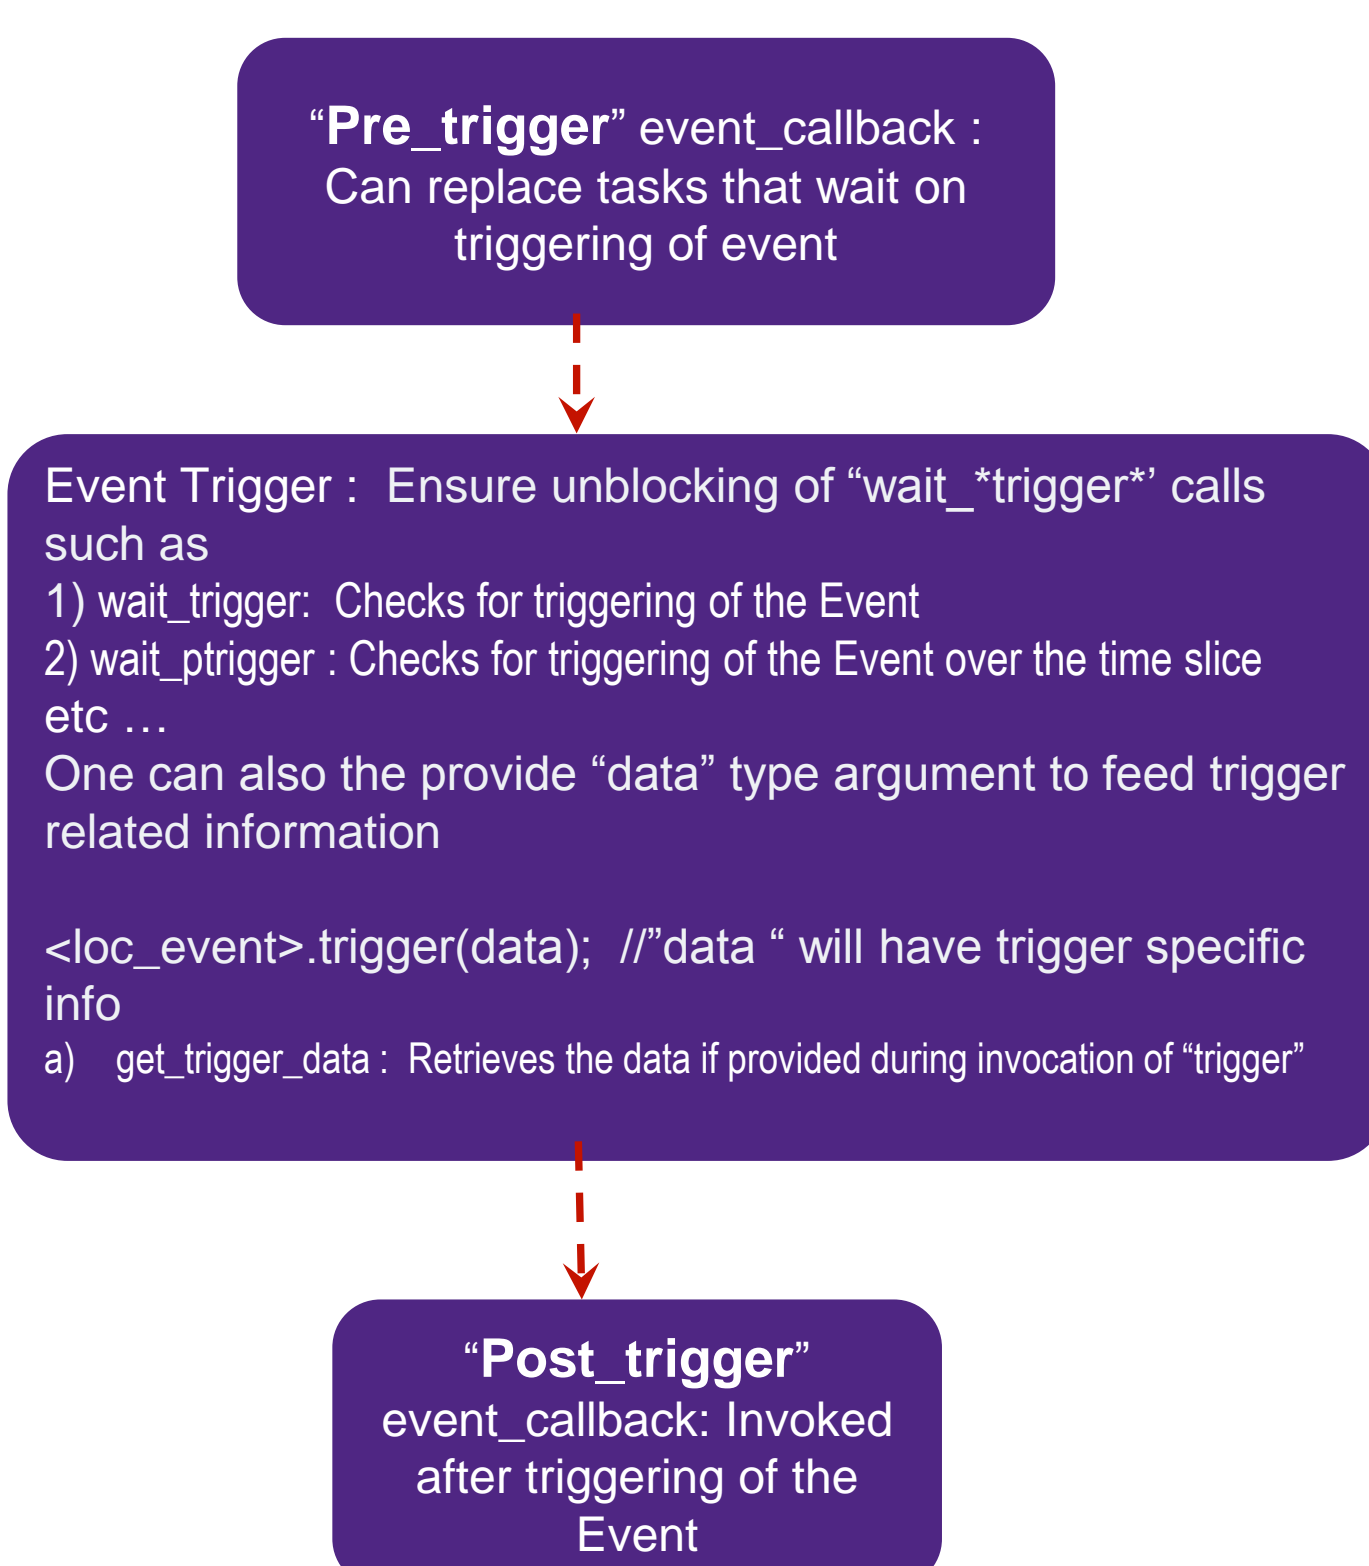 “Pre_trigger” event_callback :
Can replace tasks that wait on
triggering of event
Event Trigger :  Ensure unblocking of “wait_*trigger*’ calls
such as
1) wait_trigger:  Checks for triggering of the Event
2) wait_ptrigger : Checks for triggering of the Event over the time slice
etc …
One can also the provide “data” type argument to feed trigger
related information
<loc_event>.trigger(data);  //”data “ will have trigger specific
info
a)   get_trigger_data :  Retrieves the data if provided during invocation of “trigger”
“Post_trigger”
event_callback: Invoked
after triggering of the
Event